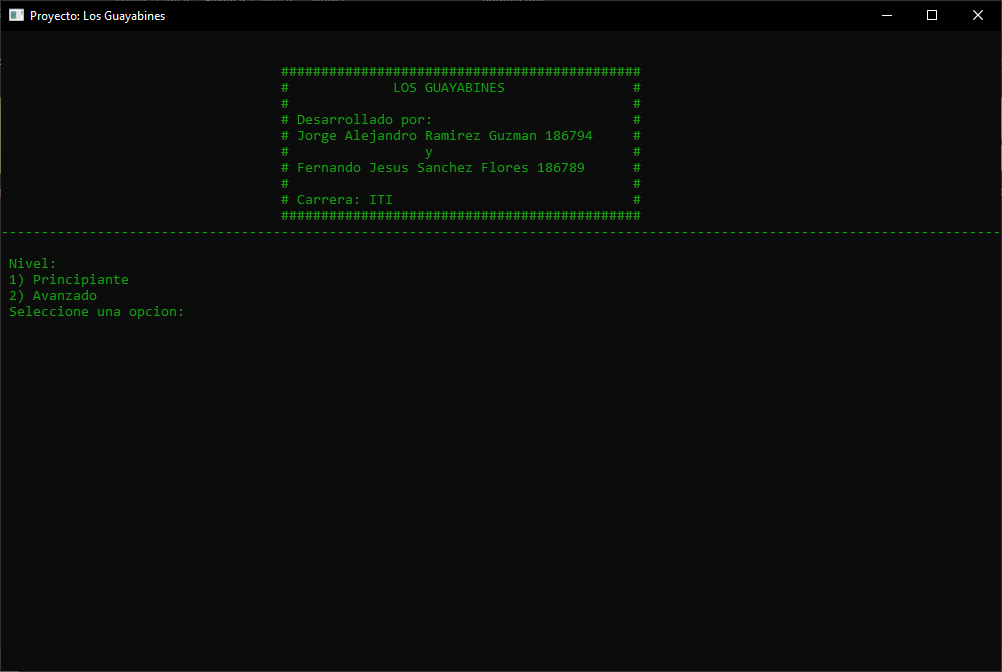 Proyecto: Los Guayabines
#############################################
# LOS GUAYABINES #
# #
# Desarrollado por: #
# Jorge Alejandro Ramirez Guzman 186794 #
# y #
# Fernando Jesus Sanchez Flores 186789 #
# #
# Carrera: ITI #
#############################################
-----------------------------------------------------------------------------------------------------------------------------
Nivel:
1) Principiante
2) Avanzado
Seleccione una opcion: